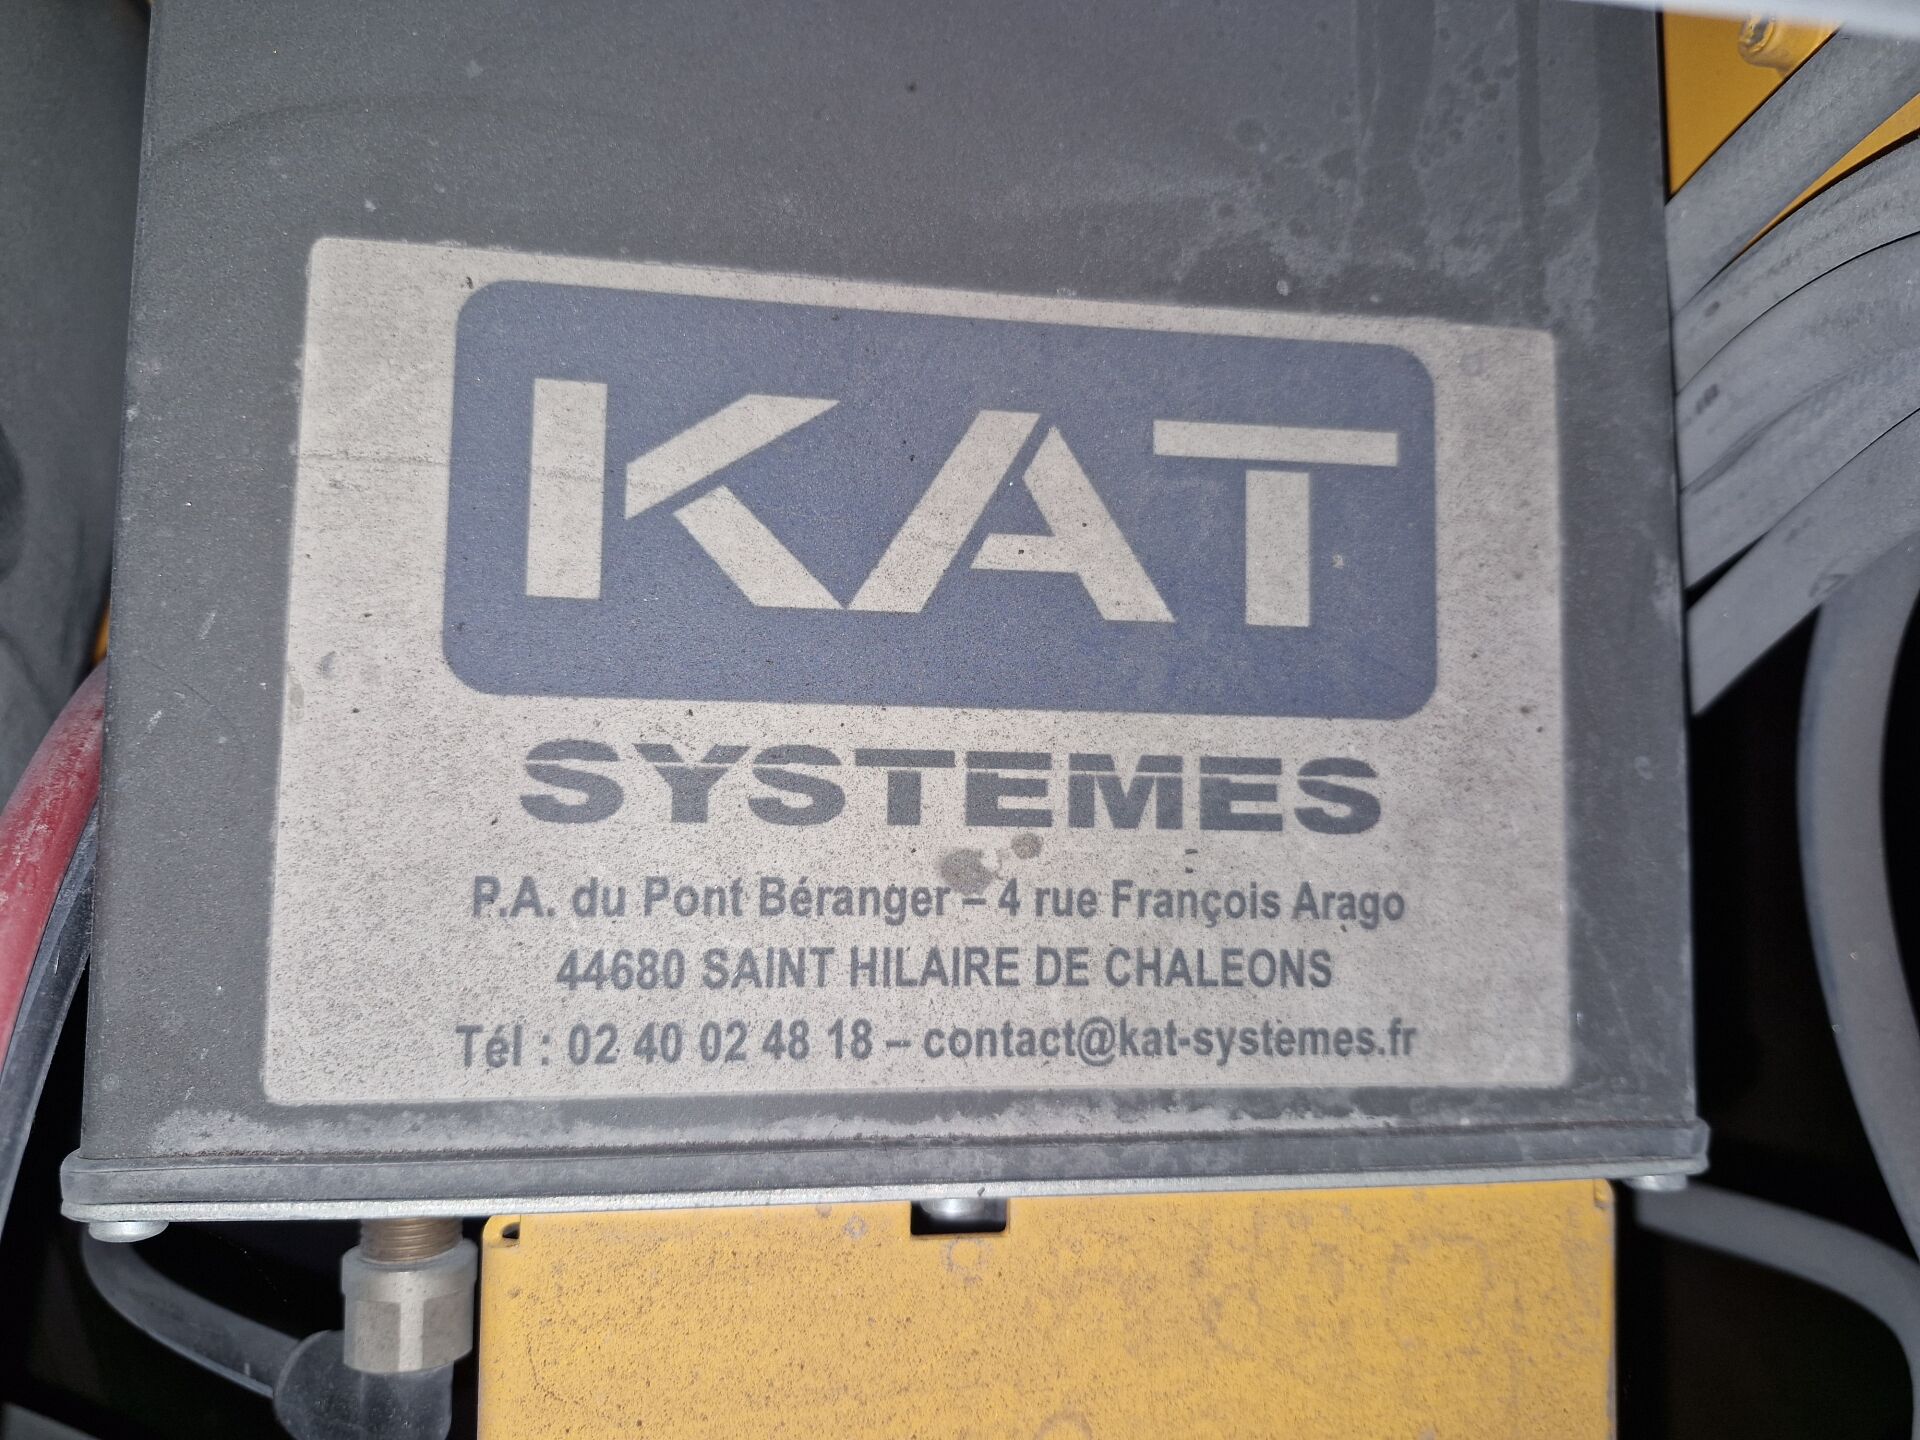 KAT
SYSTEMES
P.A. du Pont Béranger – 4 rue François Arago
44680 SAINT HILAIRE DE CHALEONS
Tél : 02 40 02 48 18 – contact@kat-systemes.fr